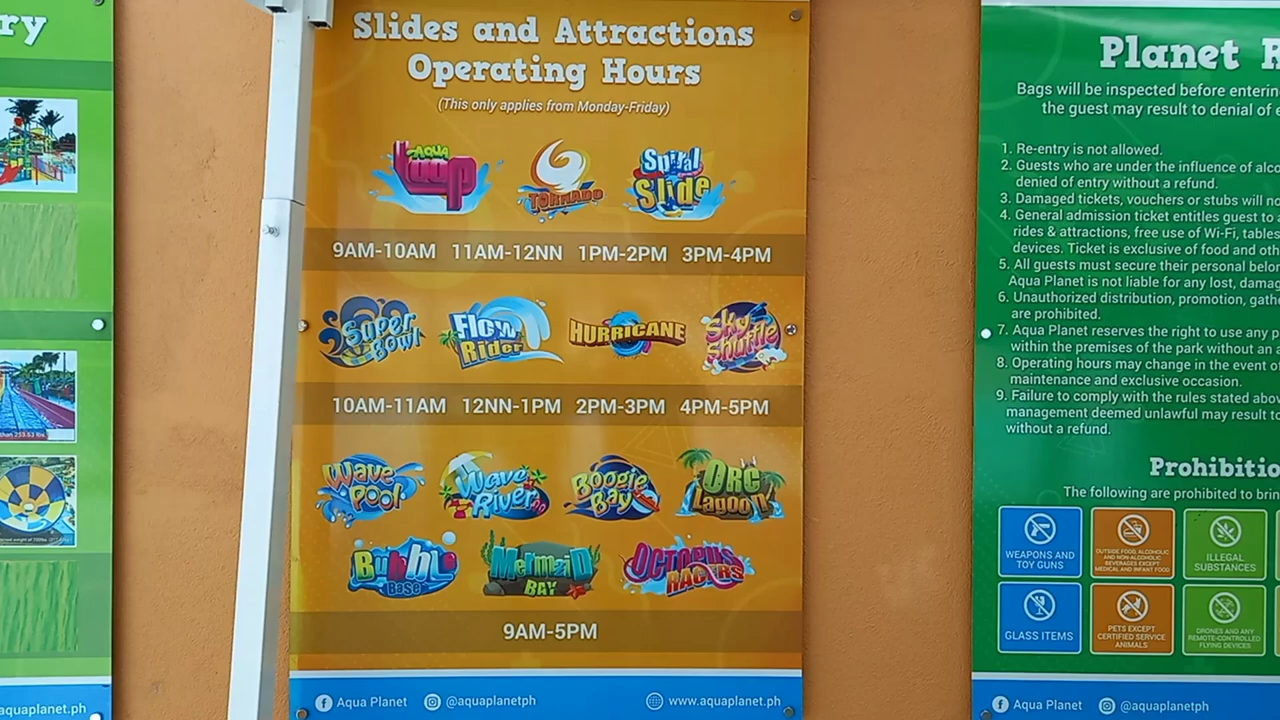 ry
than 253.53 lbs.
aquaplanet.ph
Slides and Attractions
Operating Hours
(This only applies from Monday-Friday)
AQUA LOOP
TORNADO
Spiral Slide
9AM-10AM 11AM-12NN 1PM-2PM 3PM-4PM
Super Bowl
Flow Rider
HURRICANE
Sky Shuttle
10AM-11AM 12NN-1PM 2PM-3PM 4PM-5PM
Wave Pool
Wave River
Boogie Bay
ORC Lagoon
Bubble Base
MeRmaiD BAY
OCTOPUS RACERS
9AM-5PM
Aqua Planet @aquaplanetph www.aquaplanet.ph
Planet R
Bags will be inspected before enterin
the guest may result to denial of e
1. Re-entry is not allowed.
2. Guests who are under the influence of alco
denied of entry without a refund.
3. Damaged tickets, vouchers or stubs will no
4. General admission ticket entitles guest to a
rides & attractions, free use of Wi-Fi, tables
devices. Ticket is exclusive of food and oth
5. All guests must secure their personal belon
Aqua Planet is not liable for any lost, damag
6. Unauthorized distribution, promotion, gathe
are prohibited.
7. Aqua Planet reserves the right to use any p
within the premises of the park without an a
8. Operating hours may change in the event of
maintenance and exclusive occasion.
9. Failure to comply with the rules stated abov
management deemed unlawful may result to
without a refund.
Prohibitio
The following are prohibited to brin
WEAPONS AND
TOY GUNS
OUTSIDE FOOD, ALCOHOLIC
AND NON-ALCOHOLIC
BEVERAGES EXCEPT
MEDICAL AND INFANT FOOD
ILLEGAL
SUBSTANCES
GLASS ITEMS
PETS EXCEPT
CERTIFIED SERVICE
ANIMALS
DRONES AND ANY
REMOTE-CONTROLLED
FLYING DEVICES
Aqua Planet @aquaplanetph